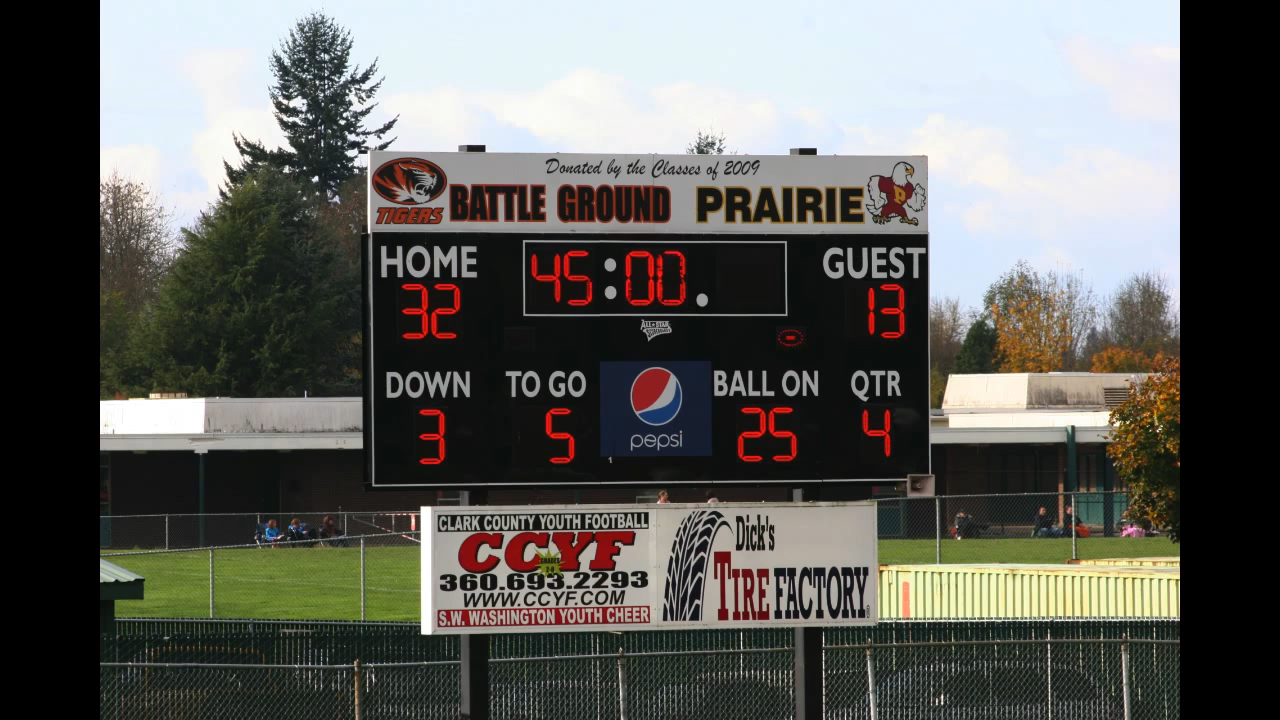 Donated by the Classes of 2009
TIGERS
BATTLE GROUND PRAIRIE
P
HOME 45:00. GUEST
32 13
ALL-STAR
DOWN TO GO BALL ON QTR
3 5 25 4
pepsi
CLARK COUNTY YOUTH FOOTBALL
CCYF
360.693.2293
WWW.CCYF.COM
S.W. WASHINGTON YOUTH CHEER
Dick's
TIRE FACTORY